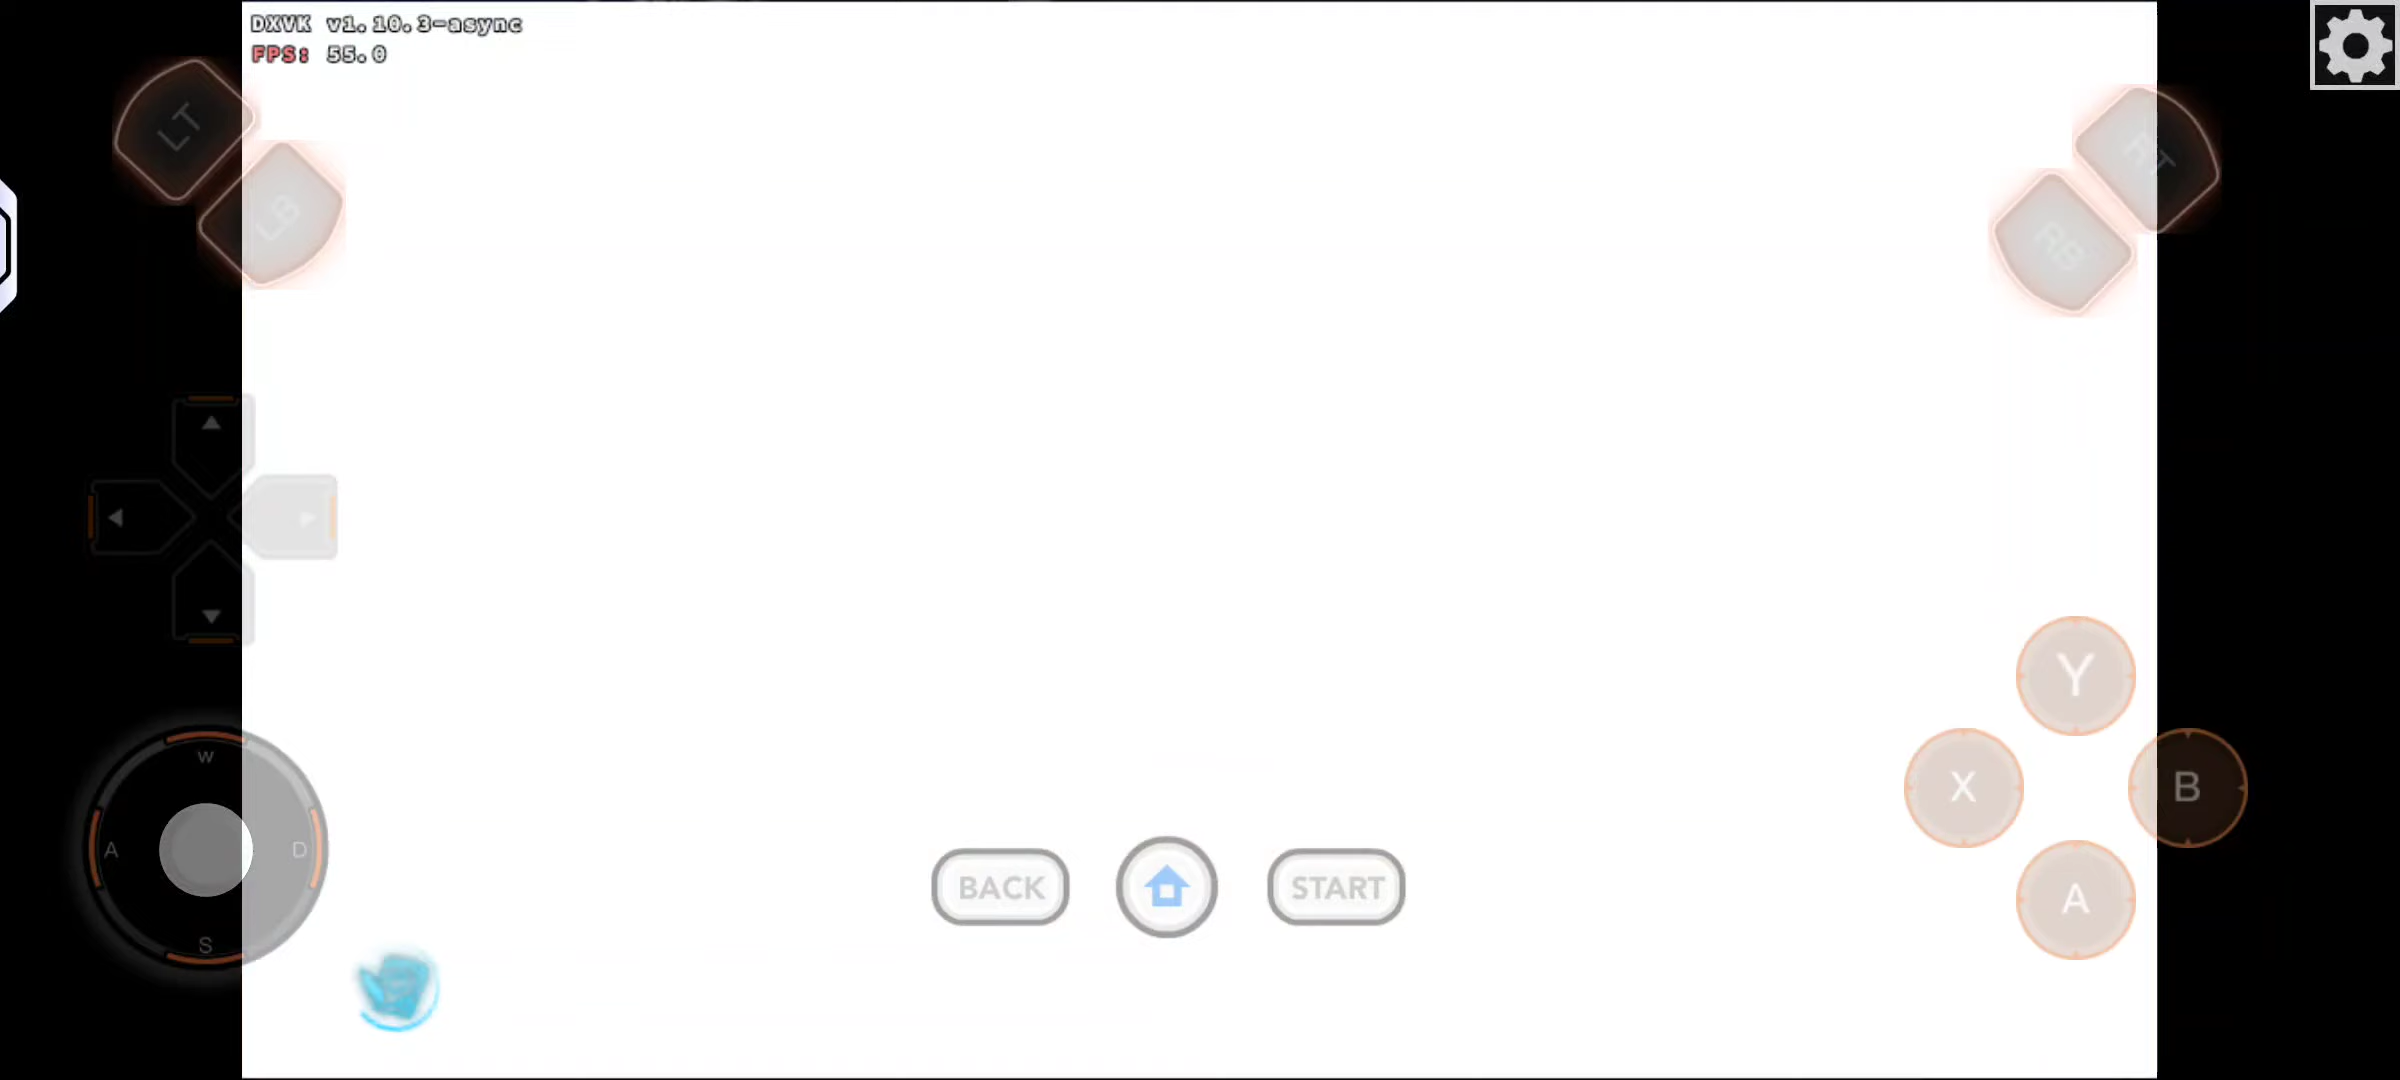 DXVK v1.10.3-async
FPS: 55.0
LT
LB
RT
RB
W
A
D
S
Y
X
B
A
BACK
START